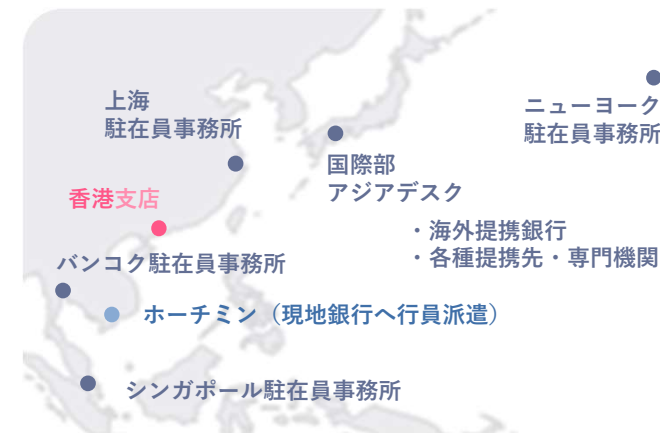 上海
駐在員事務所
ニューヨーク
駐在員事務所
国際部
アジアデスク
香港支店
・海外提携銀行
・各種提携先・専門機関
バンコク駐在員事務所
ホーチミン（現地銀行へ行員派遣）
シンガポール駐在員事務所